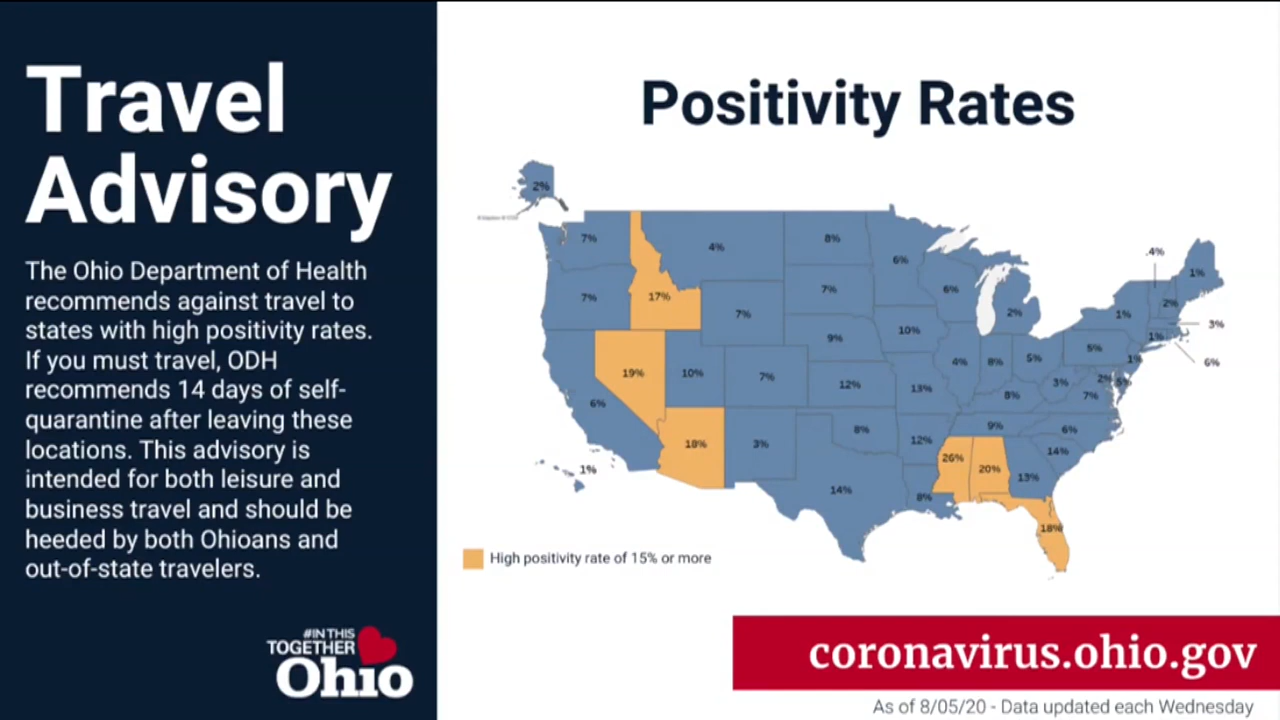 Travel
Advisory
The Ohio Department of Health
recommends against travel to
states with high positivity rates.
If you must travel, ODH
recommends 14 days of self-
quarantine after leaving these
locations. This advisory is
intended for both leisure and
business travel and should be
heeded by both Ohioans and
out-of-state travelers.
#IN THIS
TOGETHER
Ohio
Positivity Rates
2%
7%
4%
8%
6%
.4%
1%
7%
17%
7%
7%
6%
2%
2%
1%
3%
1%
6%
9%
10%
5%
1%
19%
10%
7%
12%
4%
8%
5%
3%
2%
5%
6%
13%
8%
7%
18%
3%
8%
12%
9%
6%
1%
14%
26%
20%
13%
14%
8%
18%
High positivity rate of 15% or more
coronavirus.ohio.gov
As of 8/05/20 - Data updated each Wednesday